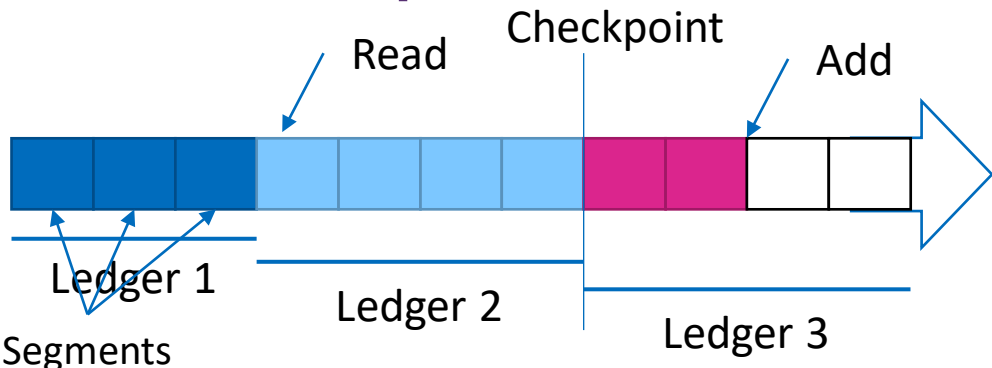 Checkpoint
Read
Add
Ledger 1
Ledger 2
Ledger 3
Segments